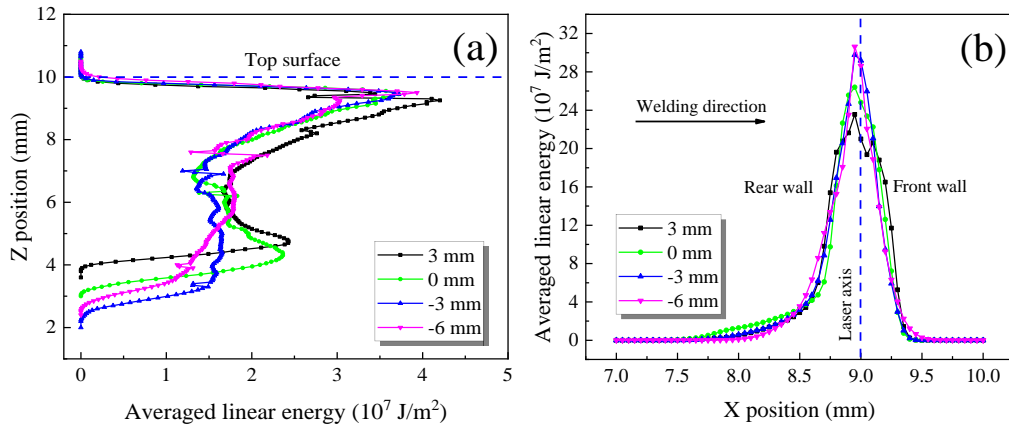 (a)
Top surface
12
10
8
6
4
2
0
1
2
3
4
5
Z position (mm)
Averaged linear energy (10⁷ J/m²)
3 mm
0 mm
-3 mm
-6 mm
(b)
Welding direction
Rear wall
Front wall
Laser axis
32
28
24
20
16
12
8
4
0
7.0
7.5
8.0
8.5
9.0
9.5
10.0
Averaged linear energy (10⁷ J/m²)
X position (mm)
3 mm
0 mm
-3 mm
-6 mm